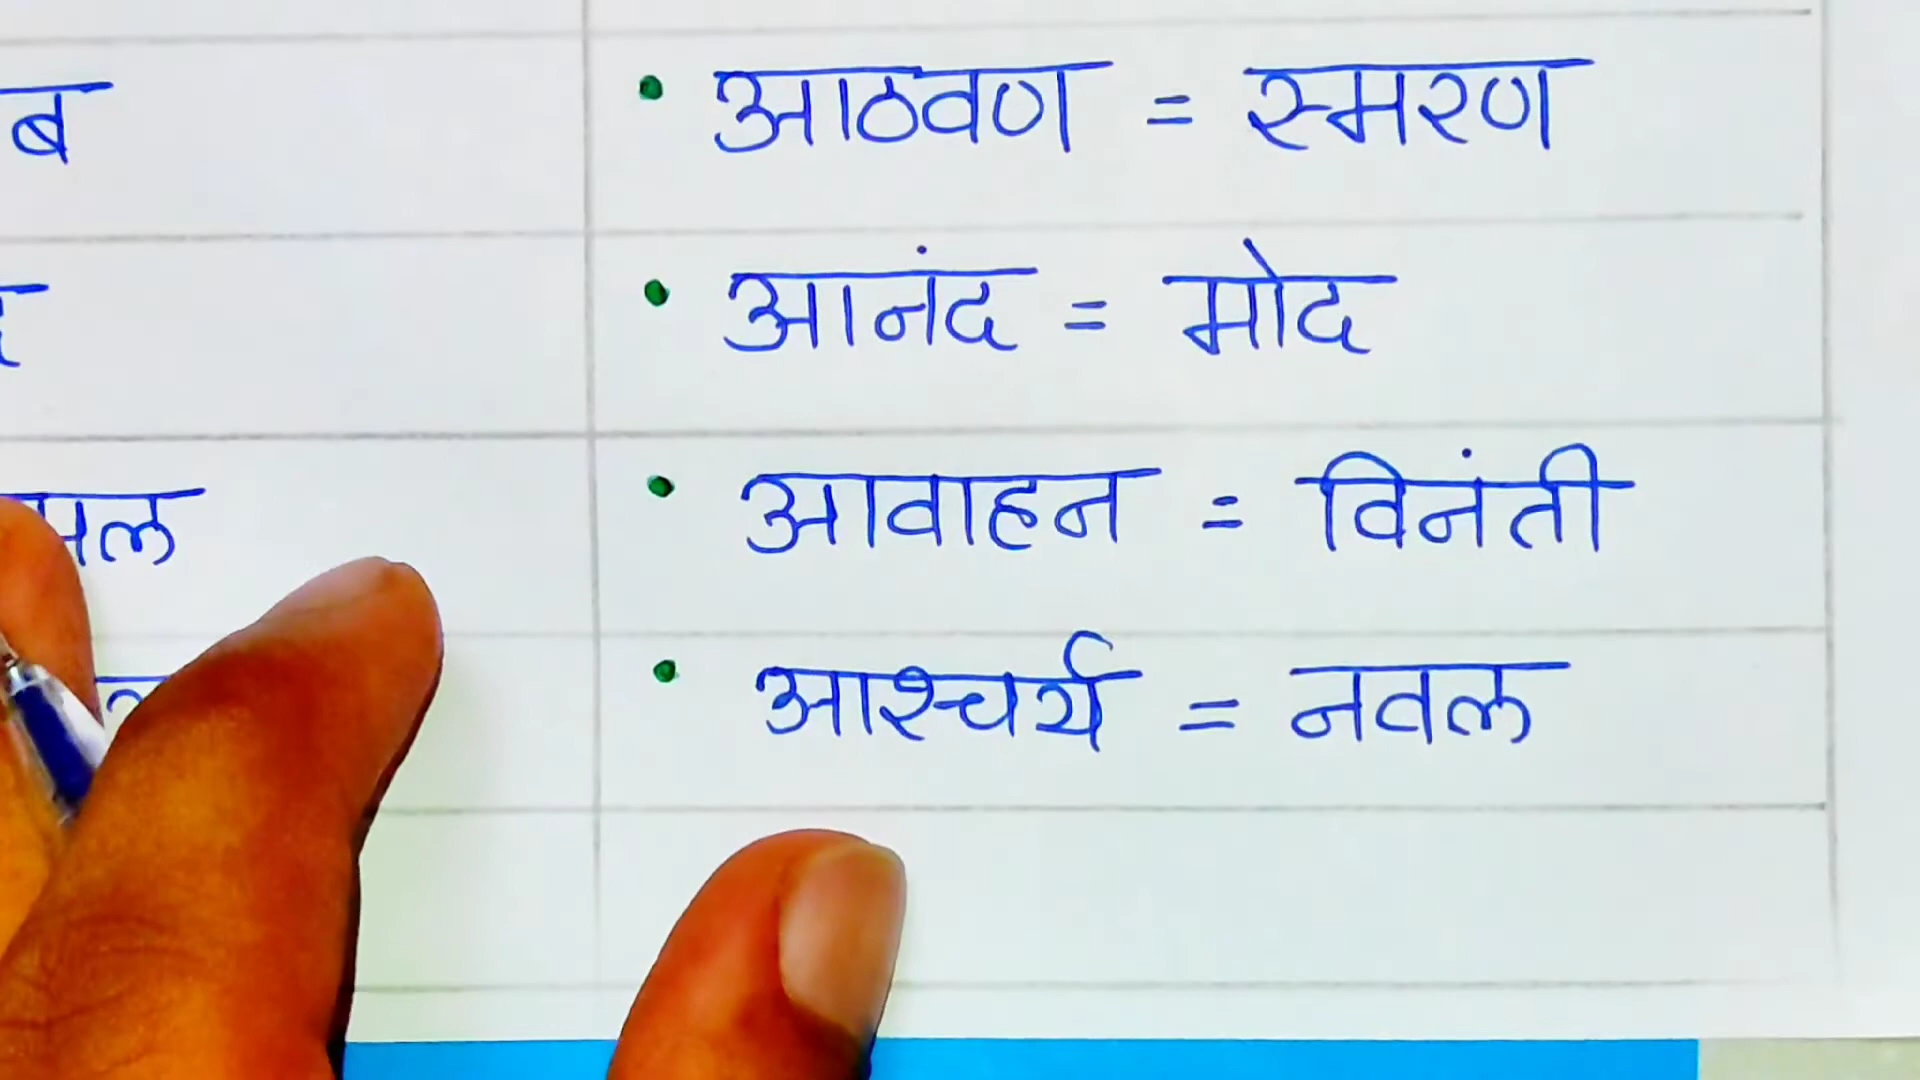 आठवण = स्मरण
आनंद = मोद
आवाहन = विनंती
आश्चर्य = नवल